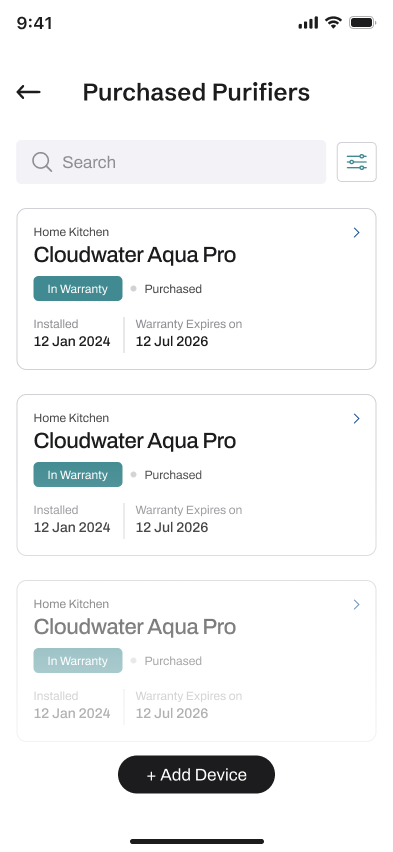 9:41
Purchased Purifiers
Search
Home Kitchen
Cloudwater Aqua Pro
In Warranty Purchased
Installed Warranty Expires on
12 Jan 2024 12 Jul 2026
Home Kitchen
Cloudwater Aqua Pro
In Warranty Purchased
Installed Warranty Expires on
12 Jan 2024 12 Jul 2026
Home Kitchen
Cloudwater Aqua Pro
In Warranty Purchased
Installed Warranty Expires on
12 Jan 2024 12 Jul 2026
+ Add Device